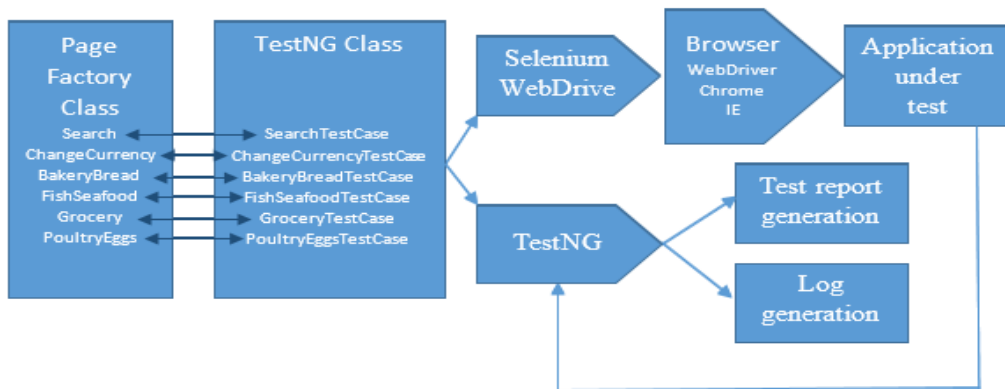 Page
Factory
Class
Search
ChangeCurrency
BakeryBread
FishSeafood
Grocery
PoultryEggs
TestNG Class
SearchTestCase
ChangeCurrencyTestCase
BakeryBreadTestCase
FishSeafoodTestCase
GroceryTestCase
PoultryEggsTestCase
Selenium
WebDrive
Browser
WebDriver
Chrome
IE
Application
under
test
TestNG
Test report
generation
Log
generation